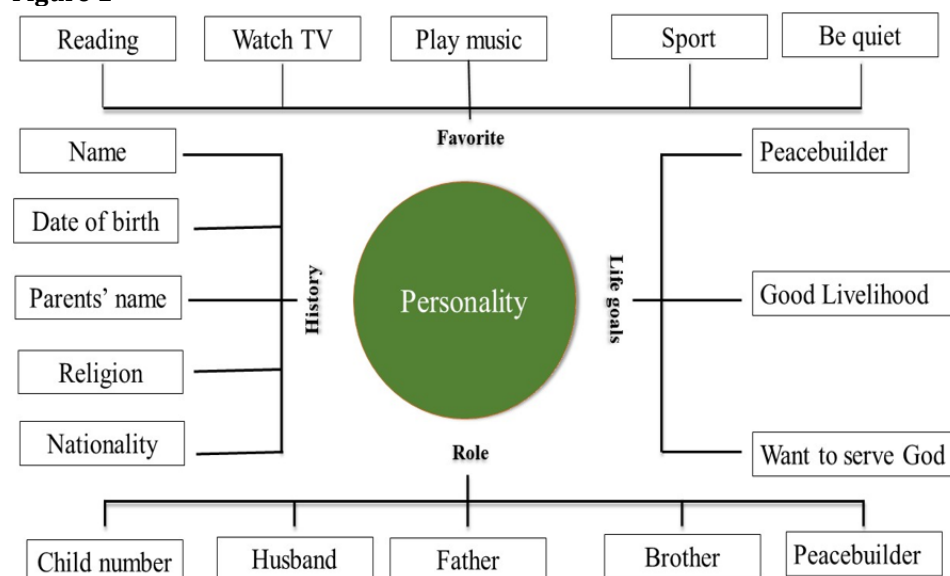 Reading
Watch TV
Play music
Sport
Be quiet
Favorite
Name
Date of birth
Parents’ name
Religion
Nationality
History
Personality
Life goals
Peacebuilder
Good Livelihood
Want to serve God
Role
Child number
Husband
Father
Brother
Peacebuilder